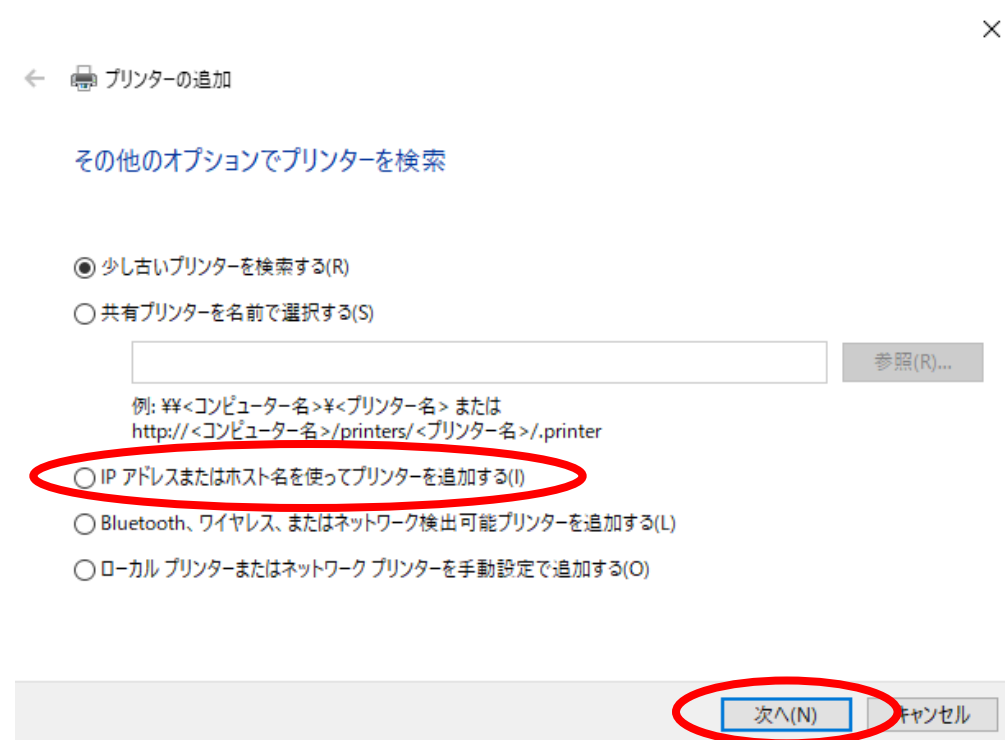 プリンターの追加
その他のオプションでプリンターを検索
少し古いプリンターを検索する(R)
共有プリンターを名前で選択する(S)
参照(R)...
例: ¥¥<コンピューター名>¥<プリンター名> または
http://<コンピューター名>/printers/<プリンター名>/.printer
IP アドレスまたはホスト名を使ってプリンターを追加する(I)
Bluetooth、ワイヤレス、またはネットワーク検出可能プリンターを追加する(L)
ローカル プリンターまたはネットワーク プリンターを手動設定で追加する(O)
次へ(N)
キャンセル